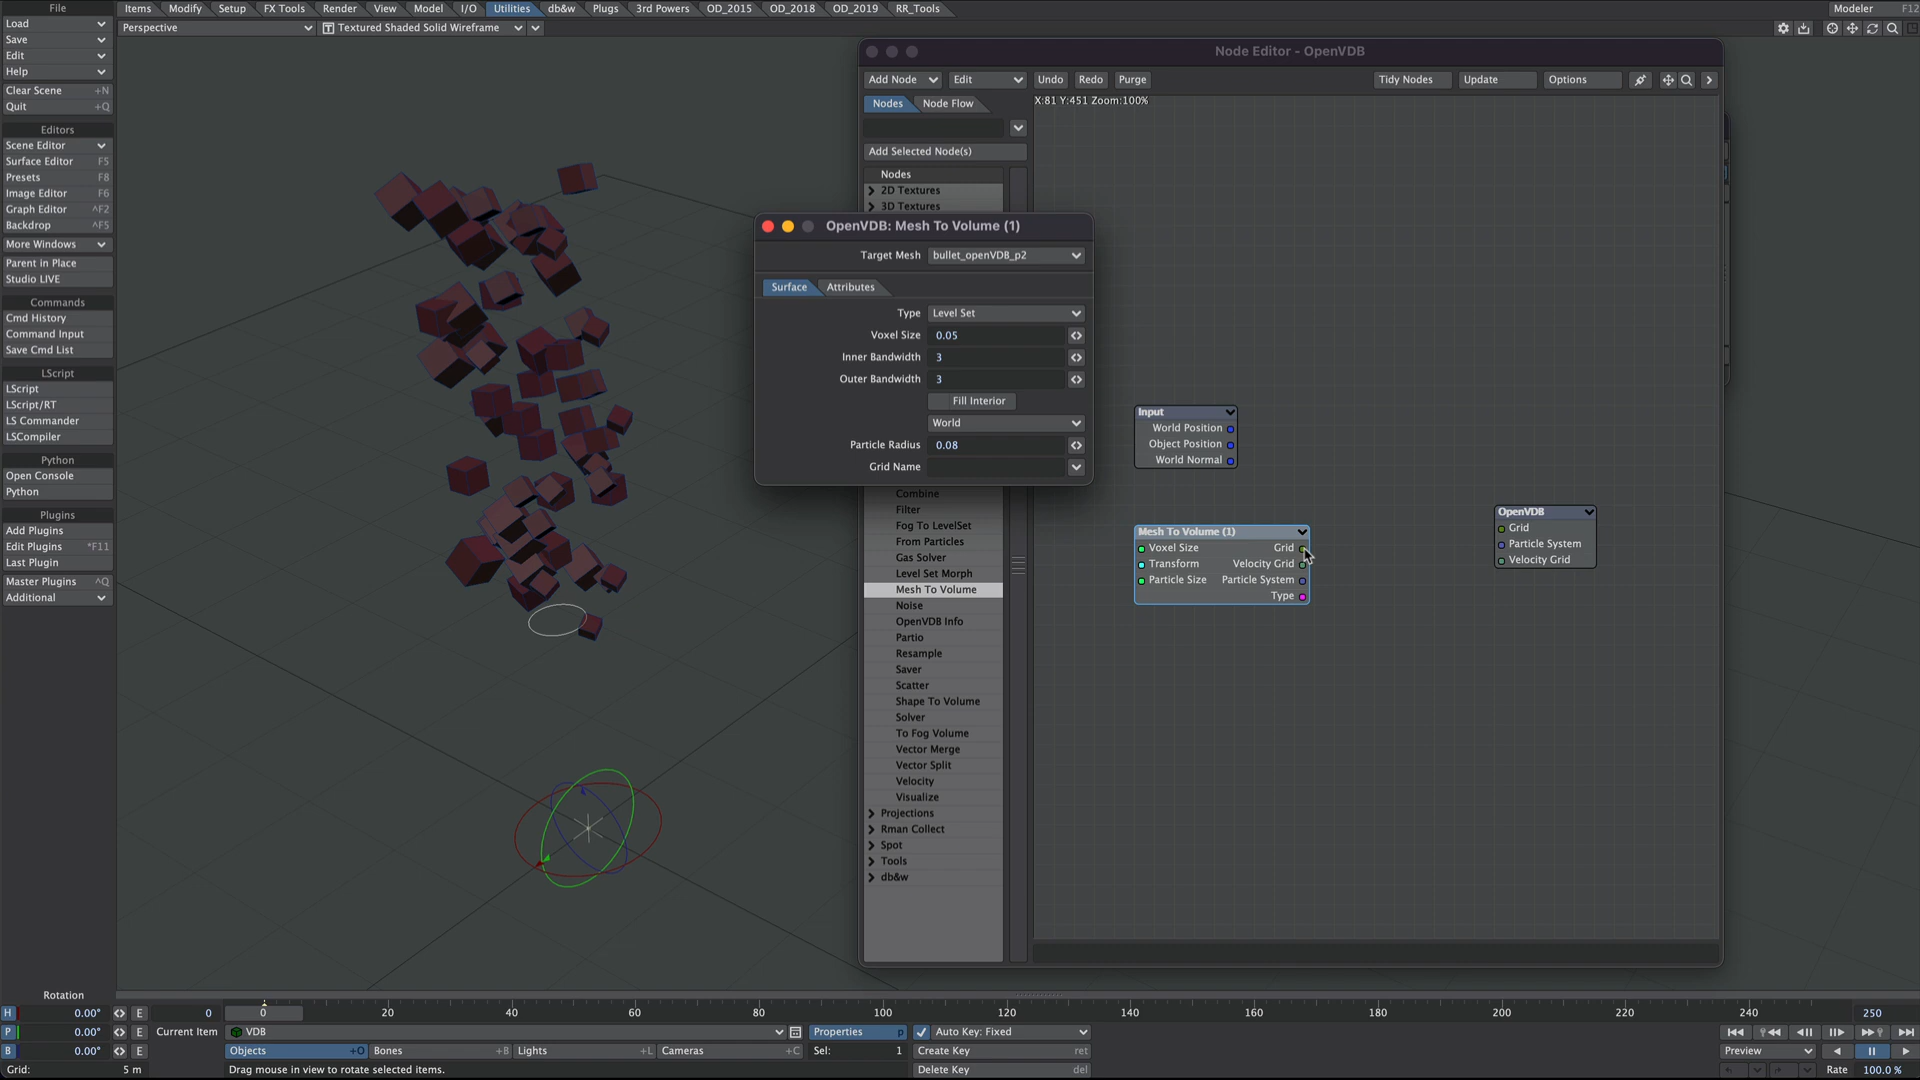 File
Items
Modify
Setup
FX Tools
Render
View
Model
I/O
Utilities
db&w
Plugs
3rd Powers
OD_2015
OD_2018
OD_2019
RR_Tools
Modeler F12
Load
Save
Edit
Help
Clear Scene +N
Quit +Q
Editors
Scene Editor
Surface Editor F5
Presets F8
Image Editor F6
Graph Editor ^F2
Backdrop ^F5
More Windows
Parent in Place
Studio LIVE
Commands
Cmd History
Command Input
Save Cmd List
LScript
LScript
LScript/RT
LS Commander
LSCompiler
Python
Open Console
Python
Plugins
Add Plugins
Edit Plugins *F11
Last Plugin
Master Plugins ^Q
Additional
Perspective
Textured Shaded Solid Wireframe
Node Editor - OpenVDB
Add Node
Edit
Undo
Redo
Purge
Tidy Nodes
Update
Options
Nodes
Node Flow
X:81 Y:451 Zoom:100%
Add Selected Node(s)
Nodes
2D Textures
3D Textures
OpenVDB: Mesh To Volume (1)
Target Mesh bullet_openVDB_p2
Surface
Attributes
Type Level Set
Voxel Size 0.05
Inner Bandwidth 3
Outer Bandwidth 3
Fill Interior
World
Particle Radius 0.08
Grid Name
Combine
Filter
Fog To LevelSet
From Particles
Gas Solver
Level Set Morph
Mesh To Volume
Noise
OpenVDB Info
Partio
Resample
Saver
Scatter
Shape To Volume
Solver
To Fog Volume
Vector Merge
Vector Split
Velocity
Visualize
Projections
Rman Collect
Spot
Tools
db&w
Input
World Position
Object Position
World Normal
Mesh To Volume (1)
Voxel Size Grid
Transform Velocity Grid
Particle Size Particle System
Type
OpenVDB
Grid
Particle System
Velocity Grid
Rotation
H 0.00° E
P 0.00° E
B 0.00° E
Grid: 5 m
0
0 20 40 60 80 100 120 140 160 180 200 220 240
250
Current Item VDB
Properties p
Auto Key: Fixed
Objects +O
Bones +B
Lights +L
Cameras +C
Sel: 1
Create Key ret
Drag mouse in view to rotate selected items.
Delete Key del
Preview
Rate 100.0 %